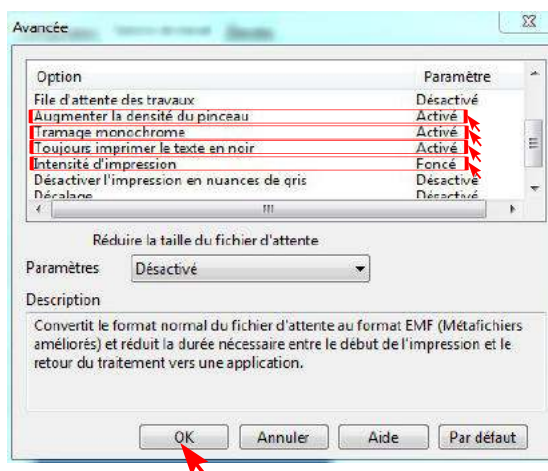 Avancée
Option Paramètre
File d'attente des travaux Désactivé
Augmenter la densité du pinceau Activé
Tramage monochrome Activé
Toujours imprimer le texte en noir Activé
Intensité d'impression Foncé
Désactiver l'impression en nuances de gris Désactivé
Décalage Désactivé
Réduire la taille du fichier d'attente
Paramètres Désactivé
Description
Convertit le format normal du fichier d'attente au format EMF (Métafichiers
améliorés) et réduit la durée nécessaire entre le début de l'impression et le
retour du traitement vers une application.
OK Annuler Aide Par défaut